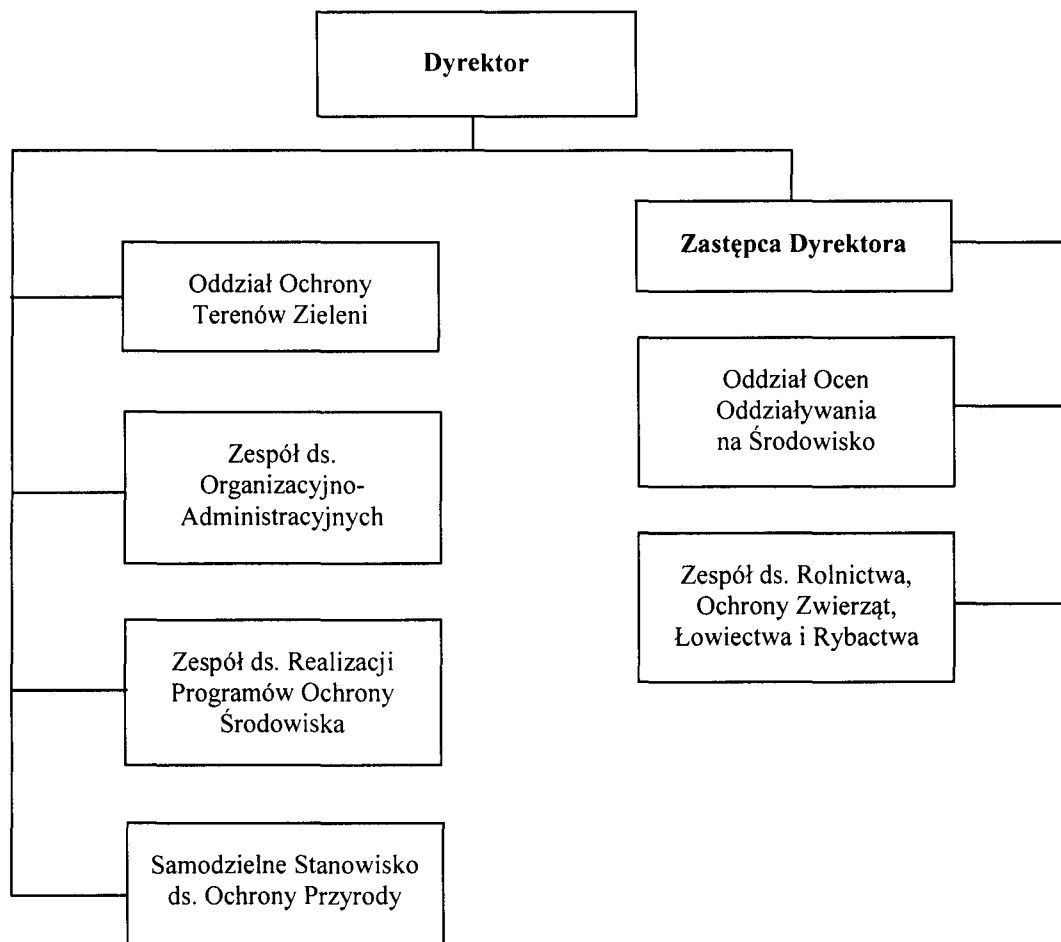 Dyrektor
Zastępca Dyrektora
Oddział Ochrony
Terenów Zieleni
Zespół ds.
Organizacyjno-
Administracyjnych
Zespół ds. Realizacji
Programów Ochrony
Środowiska
Samodzielne Stanowisko
ds. Ochrony Przyrody
Oddział Ocen
Oddziaływania
na Środowisko
Zespół ds. Rolnictwa,
Ochrony Zwierząt,
Łowiectwa i Rybactwa